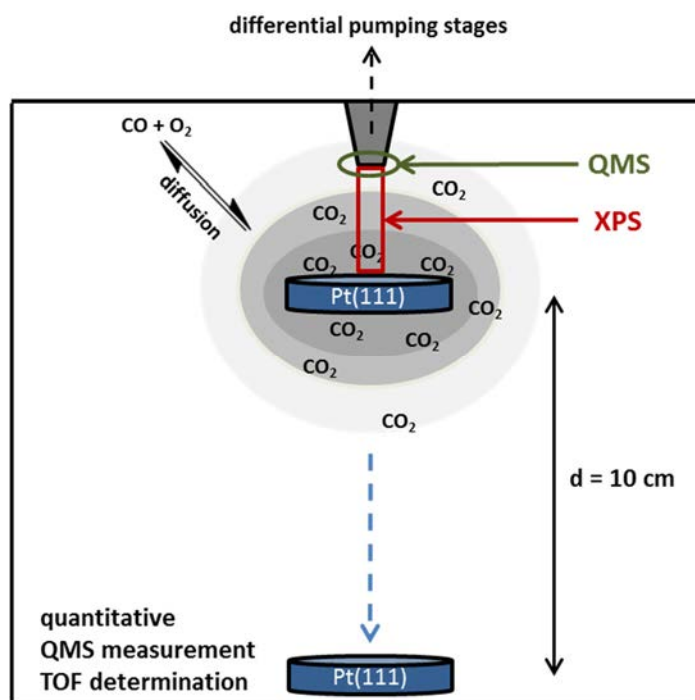 differential pumping stages
CO + O₂
diffusion
QMS
CO₂
CO₂
XPS
CO₂
CO₂
CO₂
Pt(111)
CO₂
CO₂
CO₂
CO₂
CO₂
d = 10 cm
quantitative
QMS measurement
TOF determination
Pt(111)